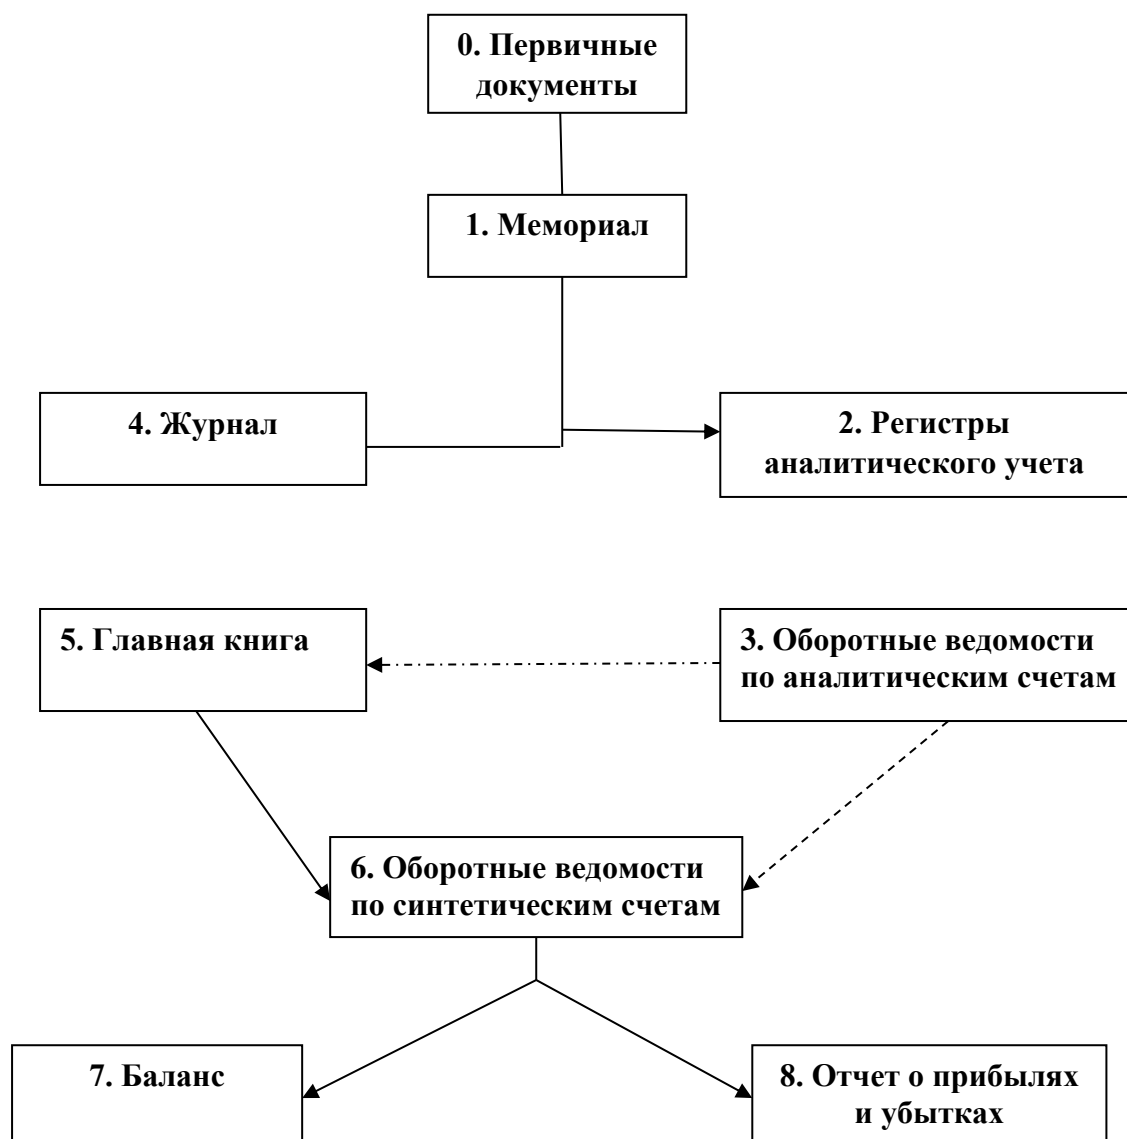 0. Первичные
документы
1. Мемориал
4. Журнал
2. Регистры
аналитического учета
5. Главная книга
3. Оборотные ведомости
по аналитическим счетам
6. Оборотные ведомости
по синтетическим счетам
7. Баланс
8. Отчет о прибылях
и убытках